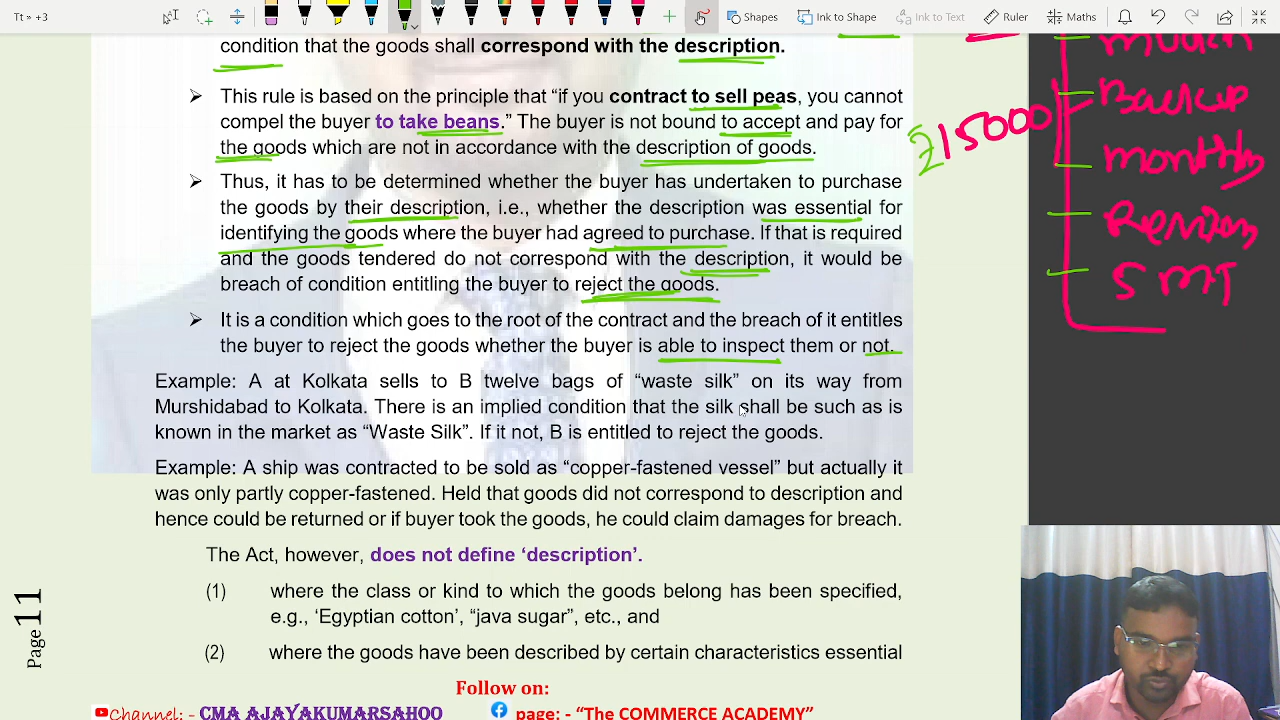 Tt > +3
Shapes
Ink to Shape
Ink to Text
Ruler
Maths
condition that the goods shall correspond with the description.
➢ This rule is based on the principle that “if you contract to sell peas, you cannot
compel the buyer to take beans.” The buyer is not bound to accept and pay for
the goods which are not in accordance with the description of goods.
➢ Thus, it has to be determined whether the buyer has undertaken to purchase
the goods by their description, i.e., whether the description was essential for
identifying the goods where the buyer had agreed to purchase. If that is required
and the goods tendered do not correspond with the description, it would be
breach of condition entitling the buyer to reject the goods.
➢ It is a condition which goes to the root of the contract and the breach of it entitles
the buyer to reject the goods whether the buyer is able to inspect them or not.
Example: A at Kolkata sells to B twelve bags of “waste silk” on its way from
Murshidabad to Kolkata. There is an implied condition that the silk shall be such as is
known in the market as “Waste Silk”. If it not, B is entitled to reject the goods.
Example: A ship was contracted to be sold as “copper-fastened vessel” but actually it
was only partly copper-fastened. Held that goods did not correspond to description and
hence could be returned or if buyer took the goods, he could claim damages for breach.
The Act, however, does not define ‘description’.
(1) where the class or kind to which the goods belong has been specified,
e.g., ‘Egyptian cotton’, “java sugar”, etc., and
(2) where the goods have been described by certain characteristics essential
Page 11
Follow on:
Channel: - CMA AJAYAKUMARSAHOO
page: - “The COMMERCE ACADEMY”
15000
Backup
SMT